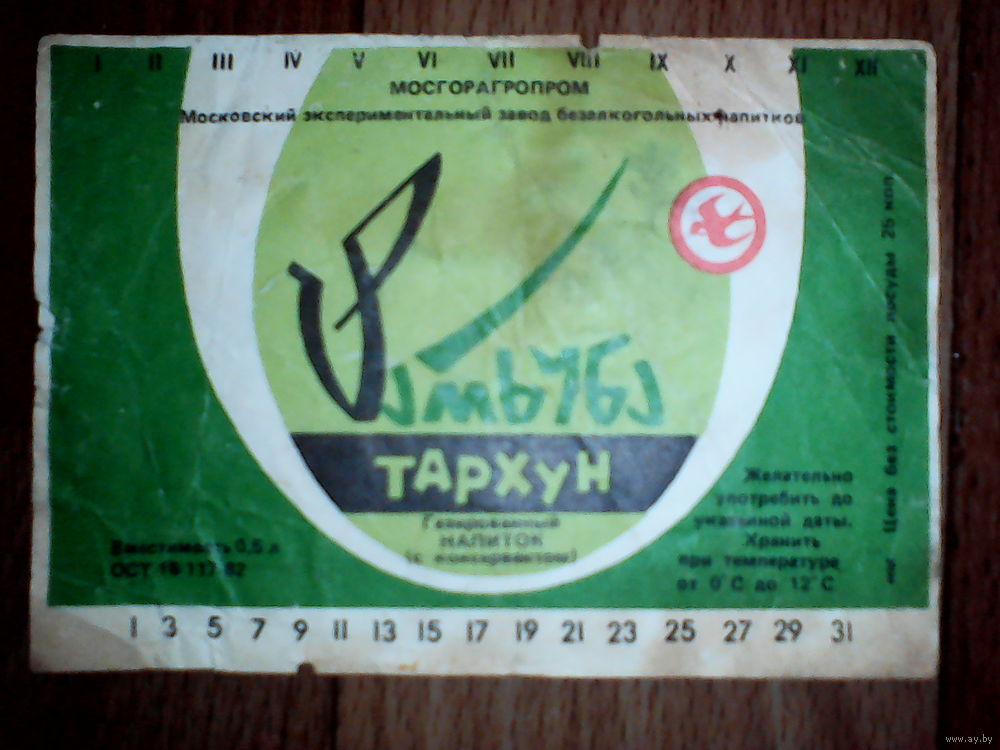 I II III IV V VI VII VIII IX X XI XII
МОСГОРАГРОПРОМ
Московский экспериментальный завод безалкогольных напитков
ТАРХУН
Газированный
НАПИТОК
(с консервантом)
Вместимость 0,5 л
ОСТ 18-117-82
Желательно
употребить до
указанной даты.
Хранить
при температуре
от 0°С до 12°С
Цена без стоимости посуды 25 коп.
1 3 5 7 9 11 13 15 17 19 21 23 25 27 29 31
www.ay.by